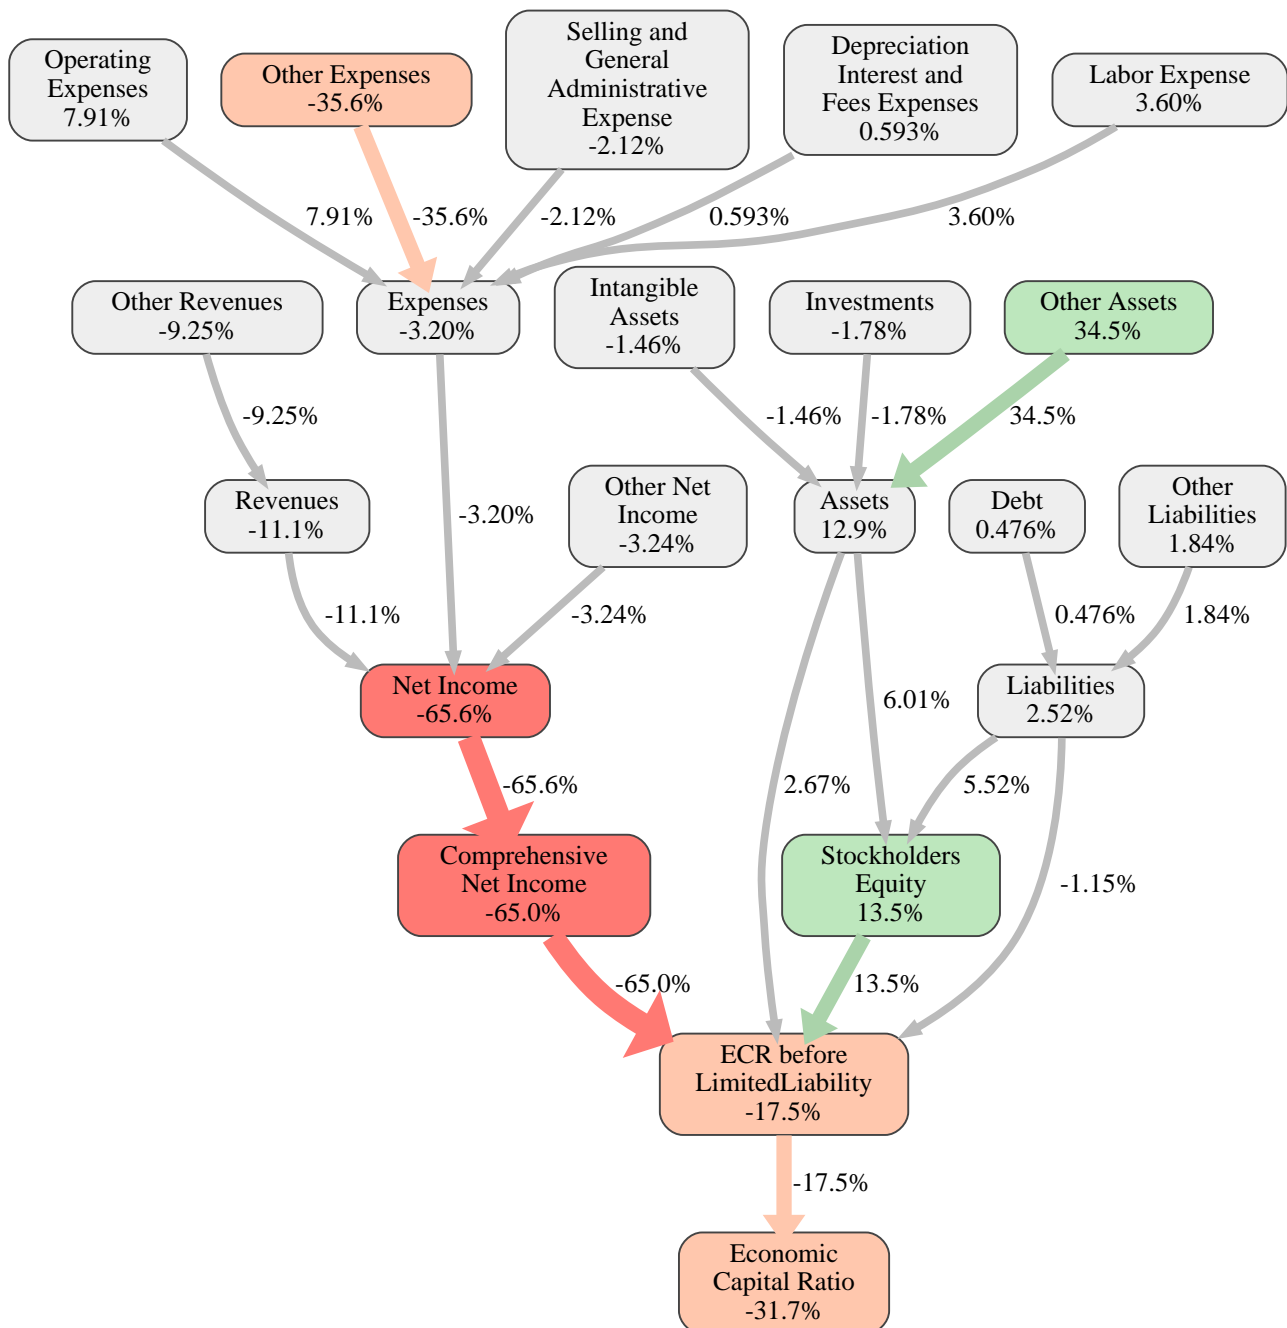 Operating
Expenses
7.91%
Other Expenses
-35.6%
Selling and
General
Administrative
Expense
-2.12%
Depreciation
Interest and
Fees Expenses
0.593%
Labor Expense
3.60%
7.91%
-35.6%
-2.12%
0.593%
3.60%
Other Revenues
-9.25%
Expenses
-3.20%
Intangible
Assets
-1.46%
Investments
-1.78%
Other Assets
34.5%
-9.25%
-1.46%
-1.78%
34.5%
Revenues
-11.1%
-3.20%
Other Net
Income
-3.24%
Assets
12.9%
Debt
0.476%
Other
Liabilities
1.84%
-11.1%
-3.24%
0.476%
1.84%
Net Income
-65.6%
6.01%
Liabilities
2.52%
-65.6%
2.67%
5.52%
Comprehensive
Net Income
-65.0%
Stockholders
Equity
13.5%
-1.15%
-65.0%
13.5%
ECR before
LimitedLiability
-17.5%
-17.5%
Economic
Capital Ratio
-31.7%